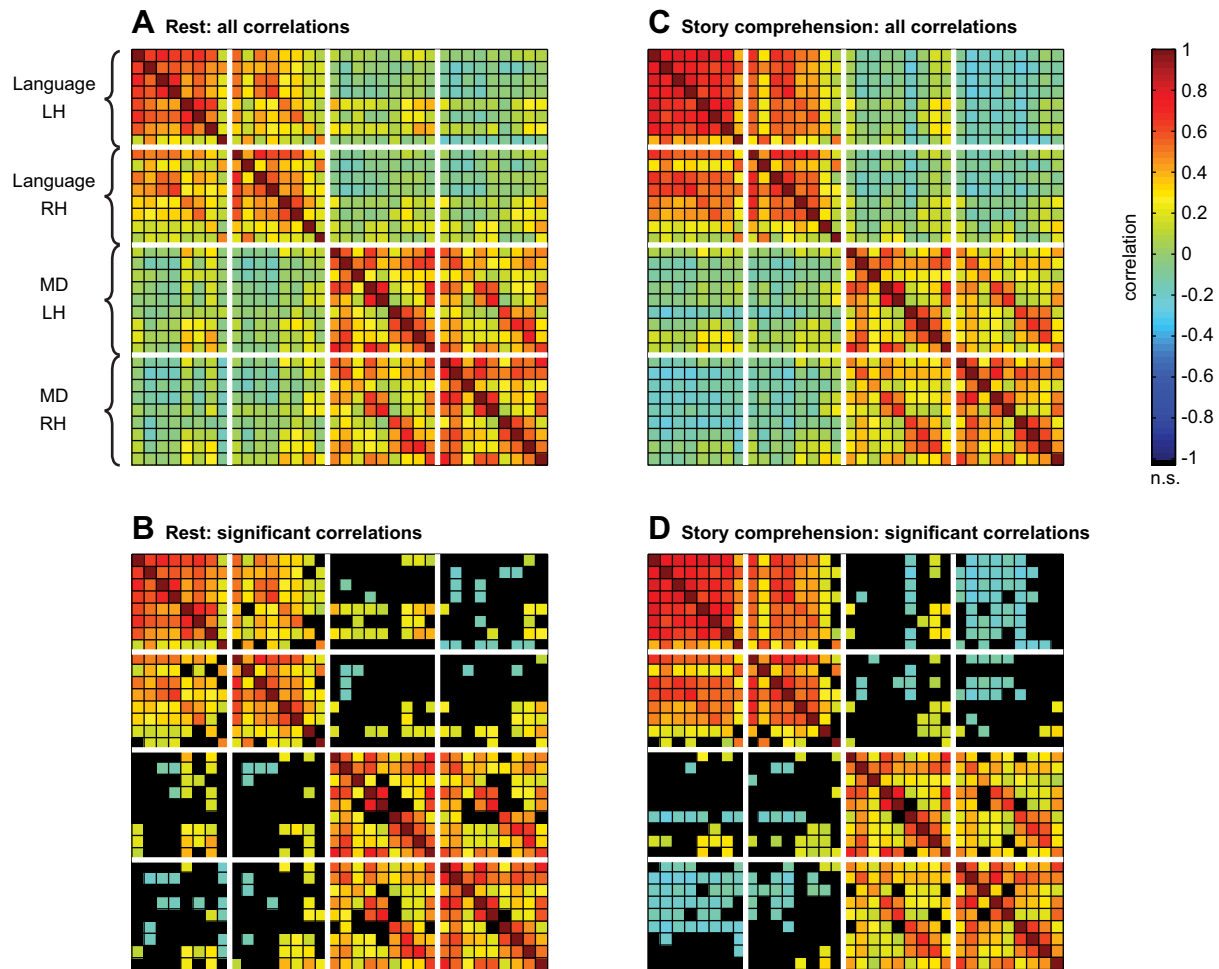 A Rest: all correlations
C Story comprehension: all correlations
Language
LH
Language
RH
MD
LH
MD
RH
1
0.8
0.6
0.4
0.2
0
-0.2
-0.4
-0.6
-0.8
-1
n.s.
correlation
B Rest: significant correlations
D Story comprehension: significant correlations